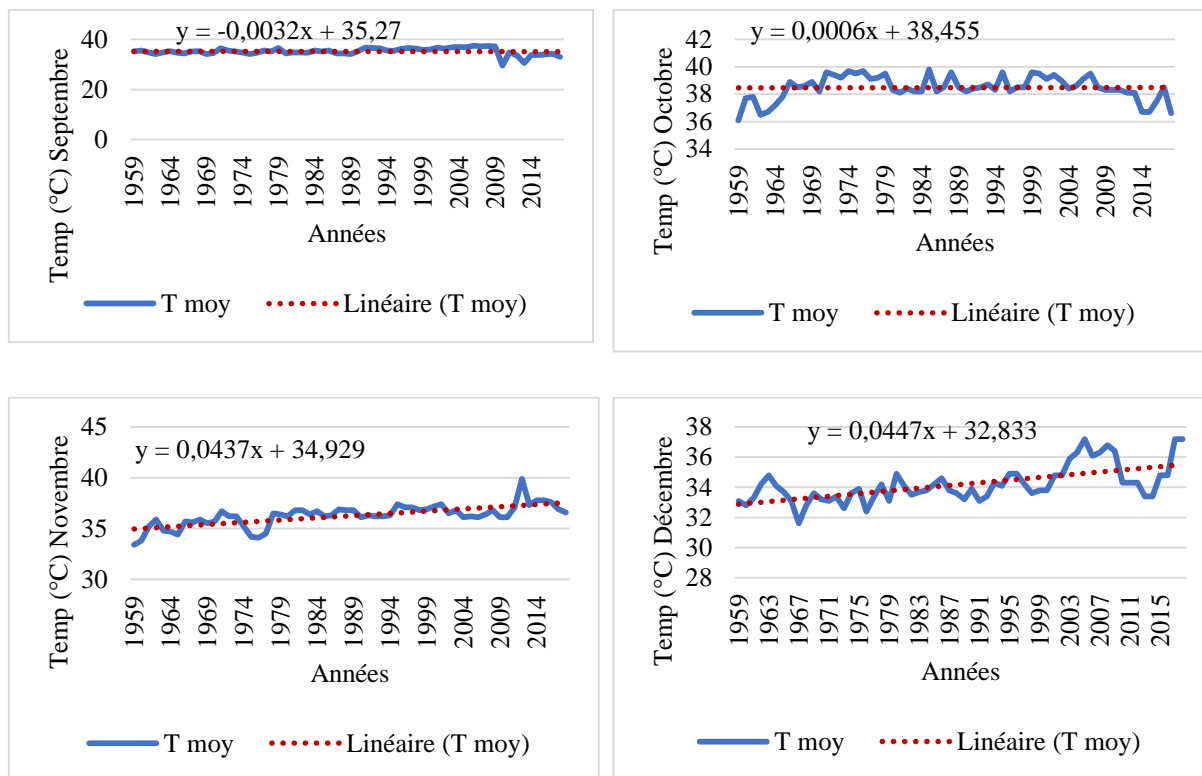 y = -0,0032x + 35,27
Temp (°C) Septembre
40
20
0
1959 1964 1969 1974 1979 1984 1989 1994 1999 2004 2009 2014
Années
T moy Linéaire (T moy)
y = 0,0006x + 38,455
Temp (°C) Octobre
42
40
38
36
34
1959 1964 1969 1974 1979 1984 1989 1994 1999 2004 2009 2014
Années
T moy Linéaire (T moy)
y = 0,0437x + 34,929
Temp (°C) Novembre
45
40
35
30
1959 1964 1969 1974 1979 1984 1989 1994 1999 2004 2009 2014
Années
T moy Linéaire (T moy)
y = 0,0447x + 32,833
Temp (°C) Décembre
38
36
34
32
30
28
1959 1963 1967 1971 1975 1979 1983 1987 1991 1995 1999 2003 2007 2011 2015
Années
T moy Linéaire (T moy)